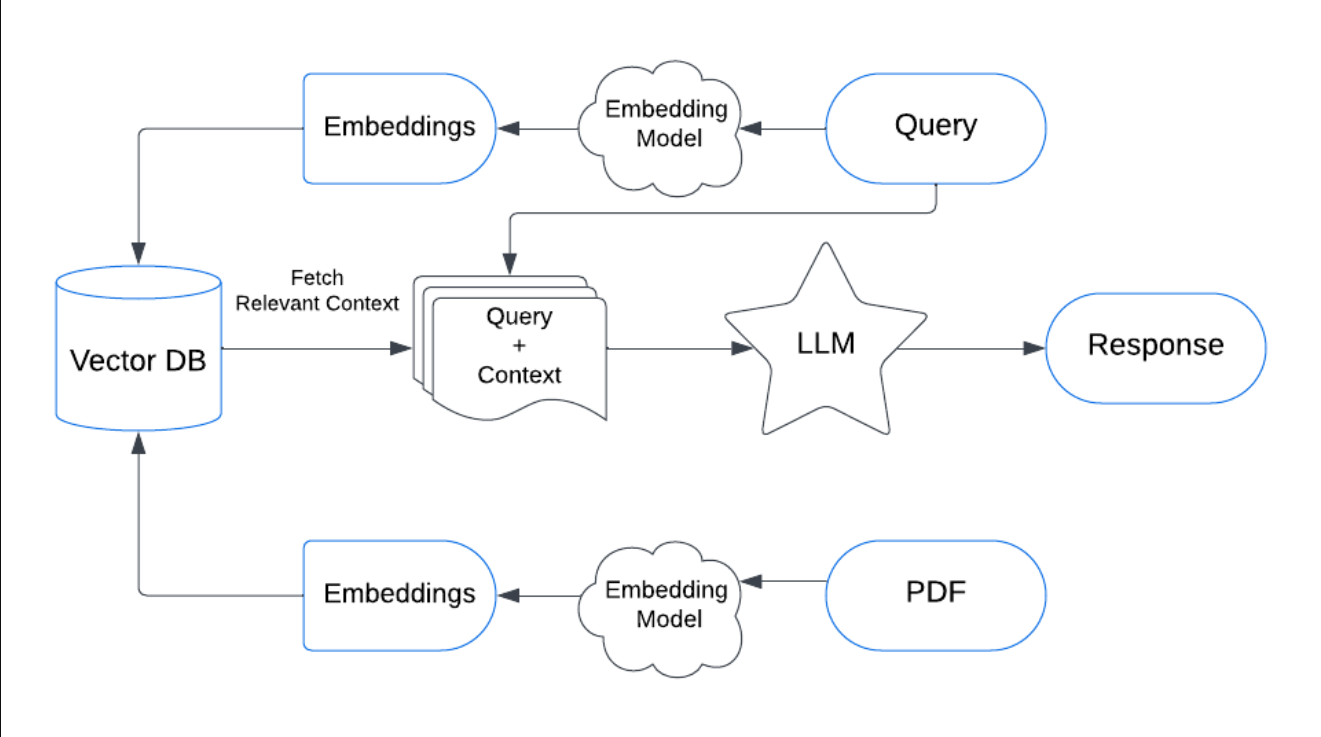 Embeddings
Embedding
Model
Query
Fetch
Relevant Context
Vector DB
Query
+
Context
LLM
Response
Embeddings
Embedding
Model
PDF